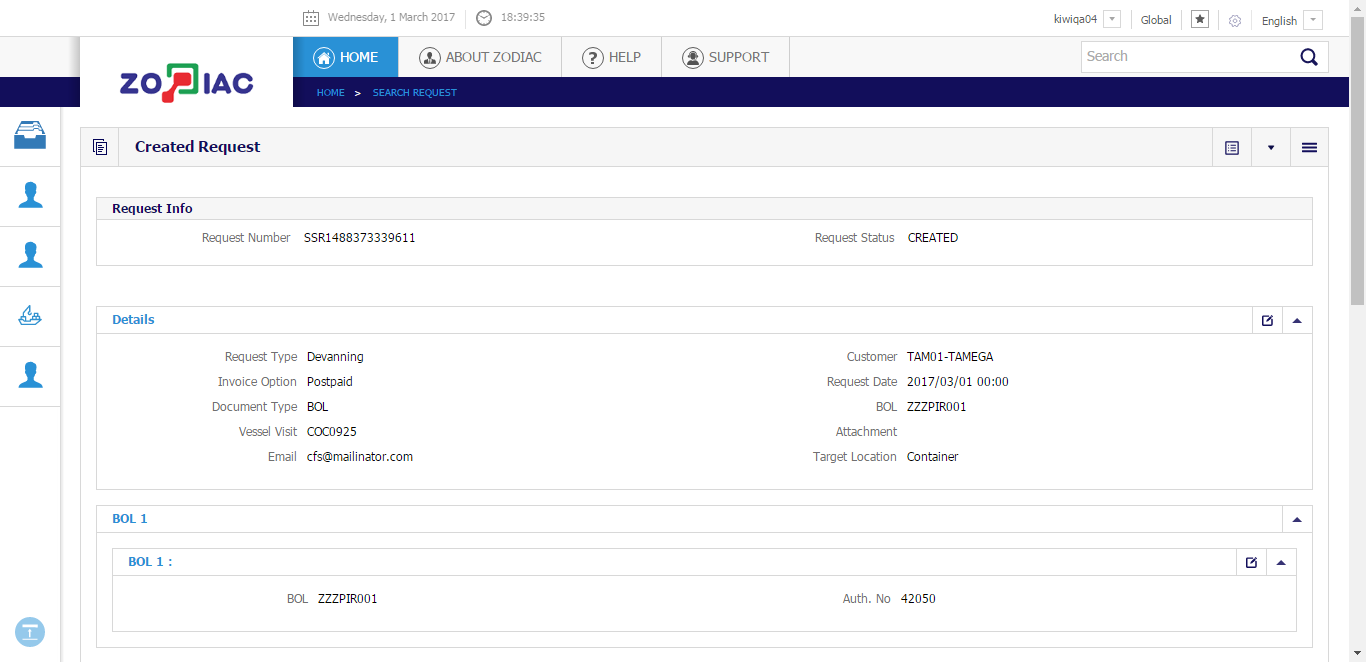 Wednesday, 1 March 2017 18:39:35 kiwiqa04 Global English
ZODIAC
HOME ABOUT ZODIAC ? HELP SUPPORT Search
HOME > SEARCH REQUEST
Created Request
Request Info
Request Number SSR1488373339611 Request Status CREATED
Details
Request Type Devanning Customer TAM01-TAMEGA
Invoice Option Postpaid Request Date 2017/03/01 00:00
Document Type BOL BOL ZZZPIR001
Vessel Visit COC0925 Attachment
Email cfs@mailinator.com Target Location Container
BOL 1
BOL 1 :
BOL ZZZPIR001 Auth. No 42050